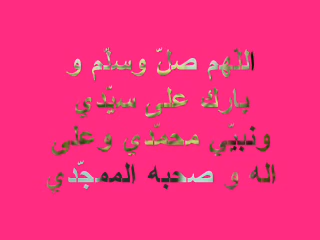 اللهم صلّ وسلّم و
بارك على سيّدي
ونبيّي محمّدي وعلى
اله و صحبه الممجّدي